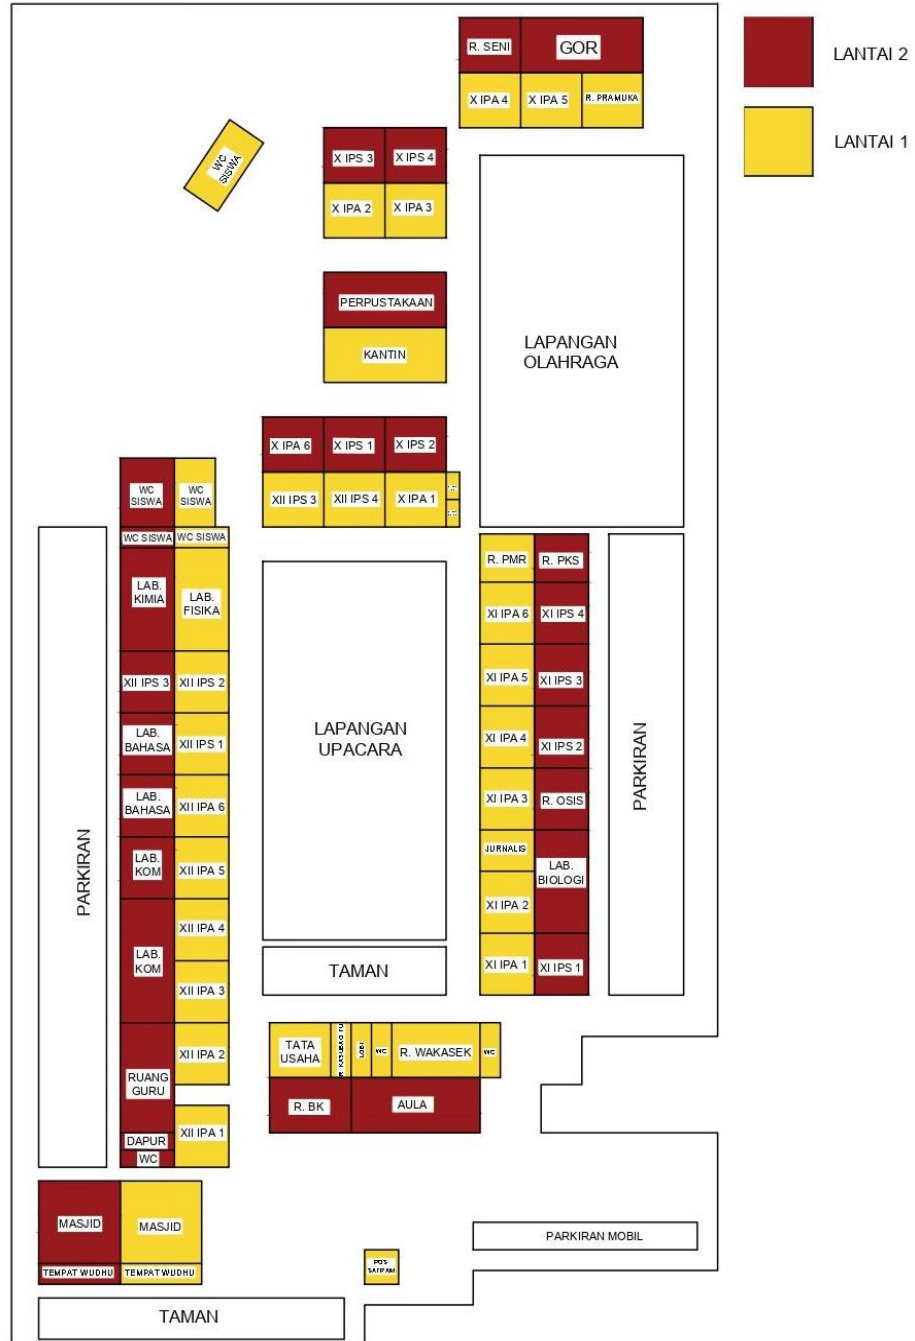 R. SENI
GOR
LANTAI 2
X IPA 4
X IPA 5
R. PRAMUKA
LANTAI 1
WC
SISWA
X IPS 3
X IPS 4
X IPA 2
X IPA 3
PERPUSTAKAAN
KANTIN
LAPANGAN
OLAHRAGA
X IPA 6
X IPS 1
X IPS 2
XII IPS 3
XII IPS 4
X IPA 1
WC
SISWA
WC
SISWA
WC SISWA
WC SISWA
LAB.
KIMIA
LAB.
FISIKA
XII IPS 3
XII IPS 2
LAB.
BAHASA
XII IPS 1
LAB.
BAHASA
XII IPA 6
LAB.
KOM
XII IPA 5
LAB.
KOM
XII IPA 4
XII IPA 3
RUANG
GURU
XII IPA 2
DAPUR
WC
XII IPA 1
PARKIRAN
LAPANGAN
UPACARA
TAMAN
R. PMR
R. PKS
XI IPA 6
XI IPS 4
XI IPA 5
XI IPS 3
XI IPA 4
XI IPS 2
XI IPA 3
R. OSIS
JURNALIS
LAB.
BIOLOGI
XI IPA 2
XI IPA 1
XI IPS 1
PARKIRAN
TATA
USAHA
R. KASUBAG TU
LOBI
WC
R. WAKASEK
WC
R. BK
AULA
MASJID
MASJID
TEMPAT WUDHU
TEMPAT WUDHU
POS
SATPAM
PARKIRAN MOBIL
TAMAN